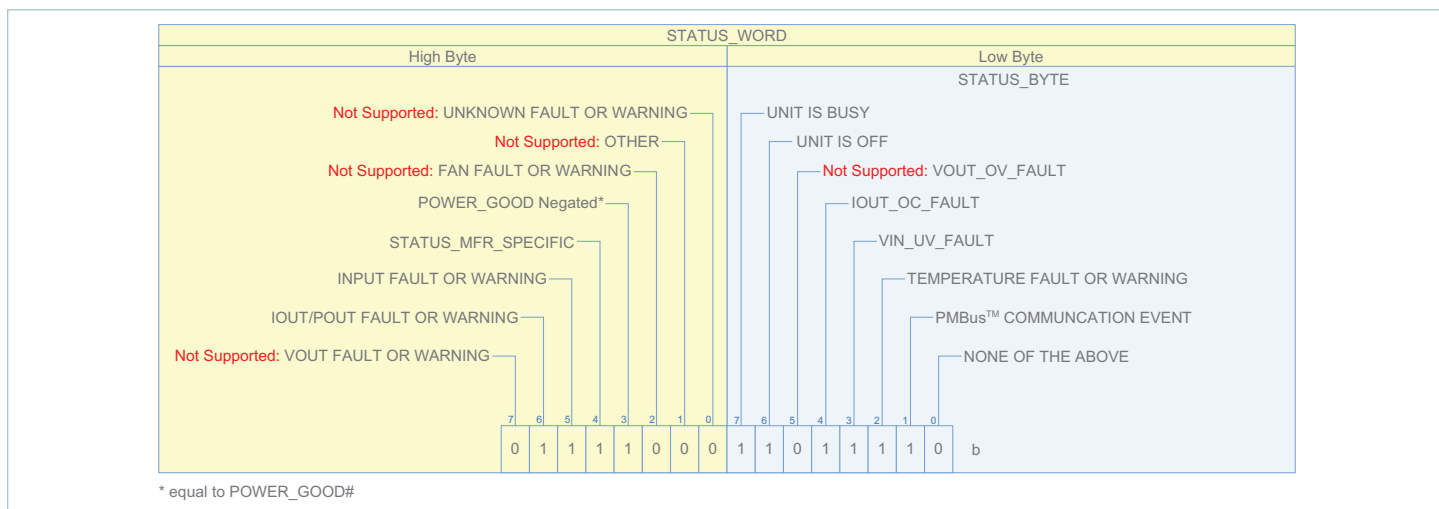 STATUS_WORD
High Byte Low Byte
STATUS_BYTE
Not Supported: UNKNOWN FAULT OR WARNING UNIT IS BUSY
Not Supported: OTHER UNIT IS OFF
Not Supported: FAN FAULT OR WARNING Not Supported: VOUT_OV_FAULT
POWER_GOOD Negated* IOUT_OC_FAULT
STATUS_MFR_SPECIFIC VIN_UV_FAULT
INPUT FAULT OR WARNING TEMPERATURE FAULT OR WARNING
IOUT/POUT FAULT OR WARNING PMBus™ COMMUNCATION EVENT
Not Supported: VOUT FAULT OR WARNING NONE OF THE ABOVE
7 6 5 4 3 2 1 0 7 6 5 4 3 2 1 0
0 1 1 1 1 0 0 0 1 1 0 1 1 1 1 0 b
* equal to POWER_GOOD#